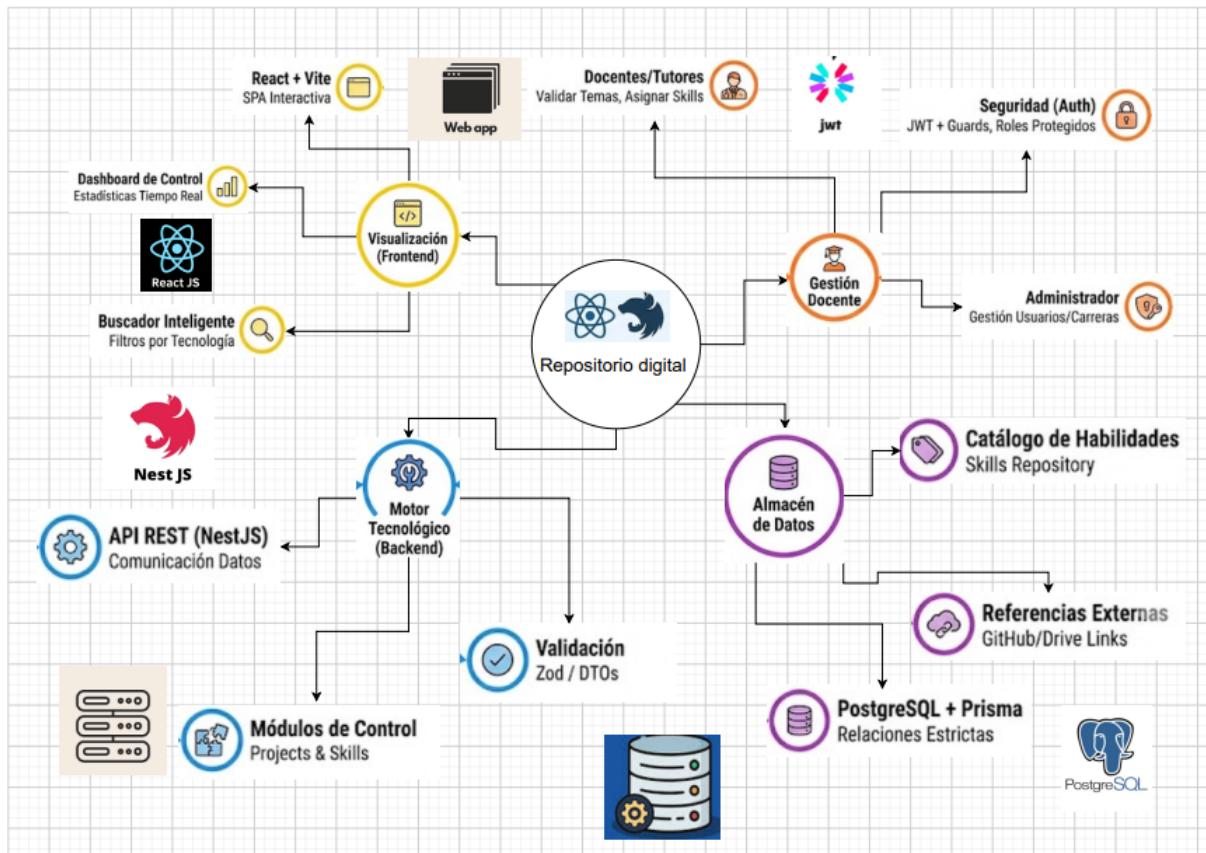 React + Vite
SPA Interactiva
Web app
Docentes/Tutores
Validar Temas, Asignar Skills
jwt
Seguridad (Auth)
JWT + Guards, Roles Protegidos
Dashboard de Control
Estadísticas Tiempo Real
React JS
Visualización
(Frontend)
Gestión
Docente
Buscador Inteligente
Filtros por Tecnología
Administrador
Gestión Usuarios/Carreras
Repositorio digital
Nest JS
Motor
Tecnológico
(Backend)
Almacén
de Datos
Catálogo de Habilidades
Skills Repository
API REST (NestJS)
Comunicación Datos
Referencias Externas
GitHub/Drive Links
Validación
Zod / DTOs
Módulos de Control
Projects & Skills
PostgreSQL + Prisma
Relaciones Estrictas
PostgreSQL